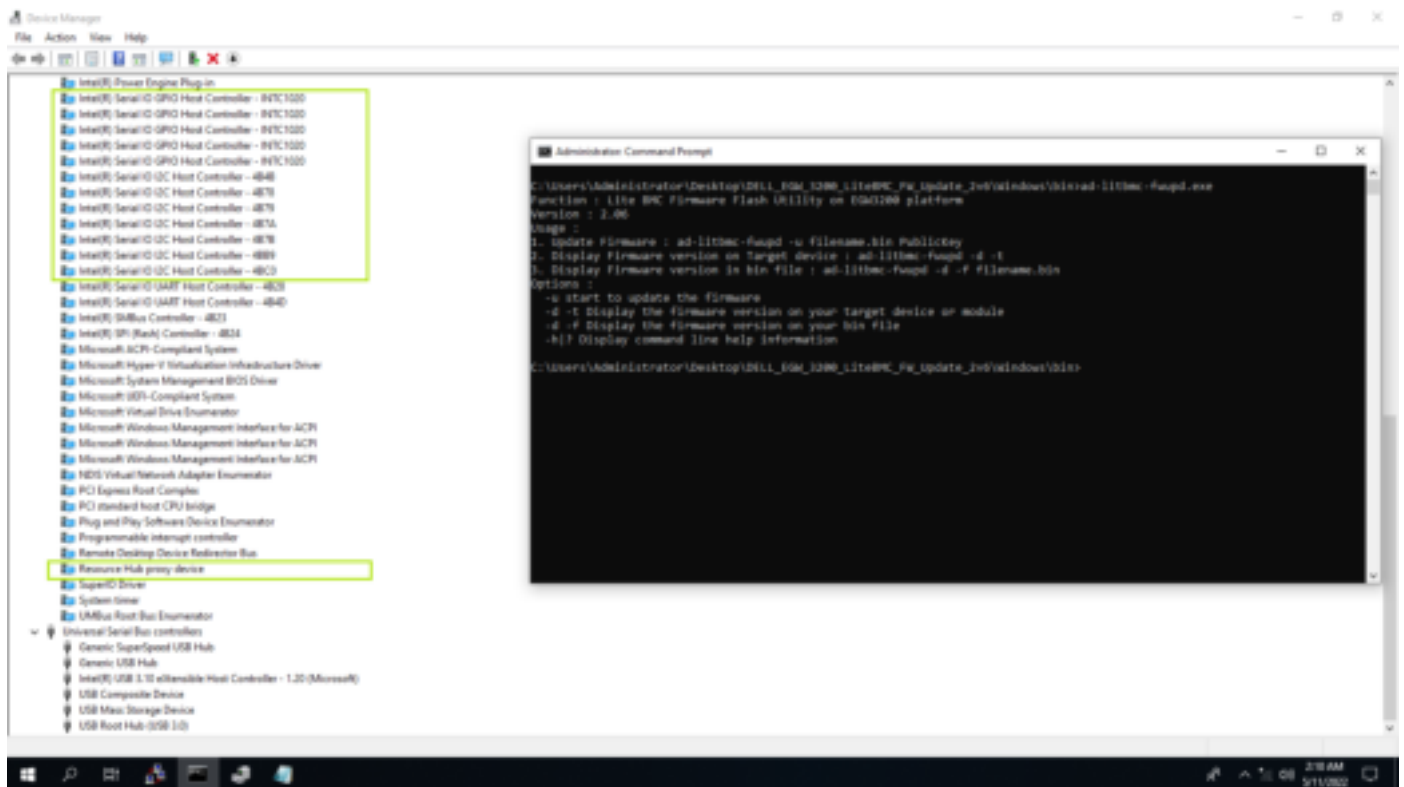 Device Manager
File Action View Help
Intel(R) Power Engine Plug-in
Intel(R) Serial IO GPIO Host Controller - INTC1020
Intel(R) Serial IO GPIO Host Controller - INTC1020
Intel(R) Serial IO GPIO Host Controller - INTC1020
Intel(R) Serial IO GPIO Host Controller - INTC1020
Intel(R) Serial IO GPIO Host Controller - INTC1020
Intel(R) Serial IO I2C Host Controller - 4B4B
Intel(R) Serial IO I2C Host Controller - 4B78
Intel(R) Serial IO I2C Host Controller - 4B79
Intel(R) Serial IO I2C Host Controller - 4B7A
Intel(R) Serial IO I2C Host Controller - 4B7B
Intel(R) Serial IO I2C Host Controller - 4BB9
Intel(R) Serial IO I2C Host Controller -
Intel(R) Serial IO UART Host Controller - 4B28
Intel(R) Serial IO UART Host Controller - 4B4D
Intel(R) SMBus Controller - 4B23
Intel(R) SPI (flash) Controller - 4B24
Microsoft ACPI-Compliant System
Microsoft Hyper-V Virtualization Infrastructure Driver
Microsoft System Management BIOS Driver
Microsoft UEFI-Compliant System
Microsoft Virtual Drive Enumerator
Microsoft Windows Management Interface for ACPI
Microsoft Windows Management Interface for ACPI
Microsoft Windows Management Interface for ACPI
NDIS Virtual Network Adapter Enumerator
PCI Express Root Complex
PCI standard host CPU bridge
Plug and Play Software Device Enumerator
Programmable interrupt controller
Remote Desktop Device Redirector Bus
Resource Hub proxy device
SuperIO Driver
System timer
UMBus Root Bus Enumerator
Universal Serial Bus controllers
Generic SuperSpeed USB Hub
Generic USB Hub
Intel(R) USB 3.10 eXtensible Host Controller - 1.20 (Microsoft)
USB Composite Device
USB Mass Storage Device
USB Root Hub (USB 3.0)
Administrator: Command Prompt
C:\Users\Administrator\Desktop\DELL_EGW_3200_LiteBMC_FW_Update_2v6\Windows\bin>ad-litbmc-fwupd.exe
Function : Lite BMC Firmware Flash Utility on EGW3200 platform
Version : 2.06
Usage :
1. Update Firmware : ad-litbmc-fwupd -u filename.bin PublicKey
2. Display Firmware version on Target device : ad-litbmc-fwupd -d -t
3. Display Firmware version in bin file : ad-litbmc-fwupd -d -f filename.bin
Options :
-u start to update the firmware
-d -t Display the firmware version on your target device or module
-d -f Display the firmware version on your bin file
-h|? Display command line help information
C:\Users\Administrator\Desktop\DELL_EGW_3200_LiteBMC_FW_Update_2v6\Windows\bin>
2:18 AM
5/11/2022